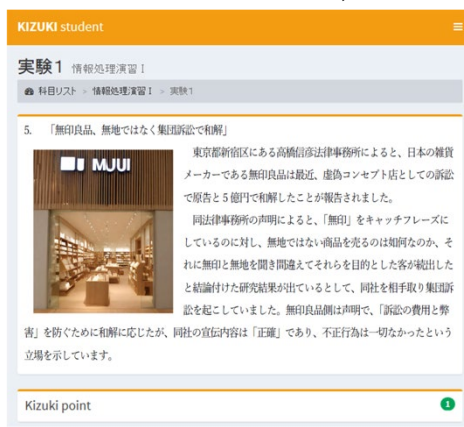 KIZUKI student
実験1 情報処理演習 I
科目リスト > 情報処理演習 I > 実験1
5. 「無印良品、無地ではなく集団訴訟で和解」
MUJI
東京都新宿区にある高橋信彦法律事務所によると、日本の雑貨
メーカーである無印良品は最近、虚偽コンセプト店としての訴訟
で原告と5億円で和解したことが報告されました。
同法律事務所の声明によると、「無印」をキャッチフレーズに
しているのに対し、無地ではない商品を売るのは如何なのか、そ
れに無印と無地を聞き間違えてそれらを目的とした客が続出した
と結論付けた研究結果が出ているとして、同社を相手取り集団訴
訟を起こしていました。無印良品側は声明で、「訴訟の費用と弊
害」を防ぐために和解に応じたが、同社の宣伝内容は「正確」であり、不正行為は一切なかったという
立場を示しています。
Kizuki point
1